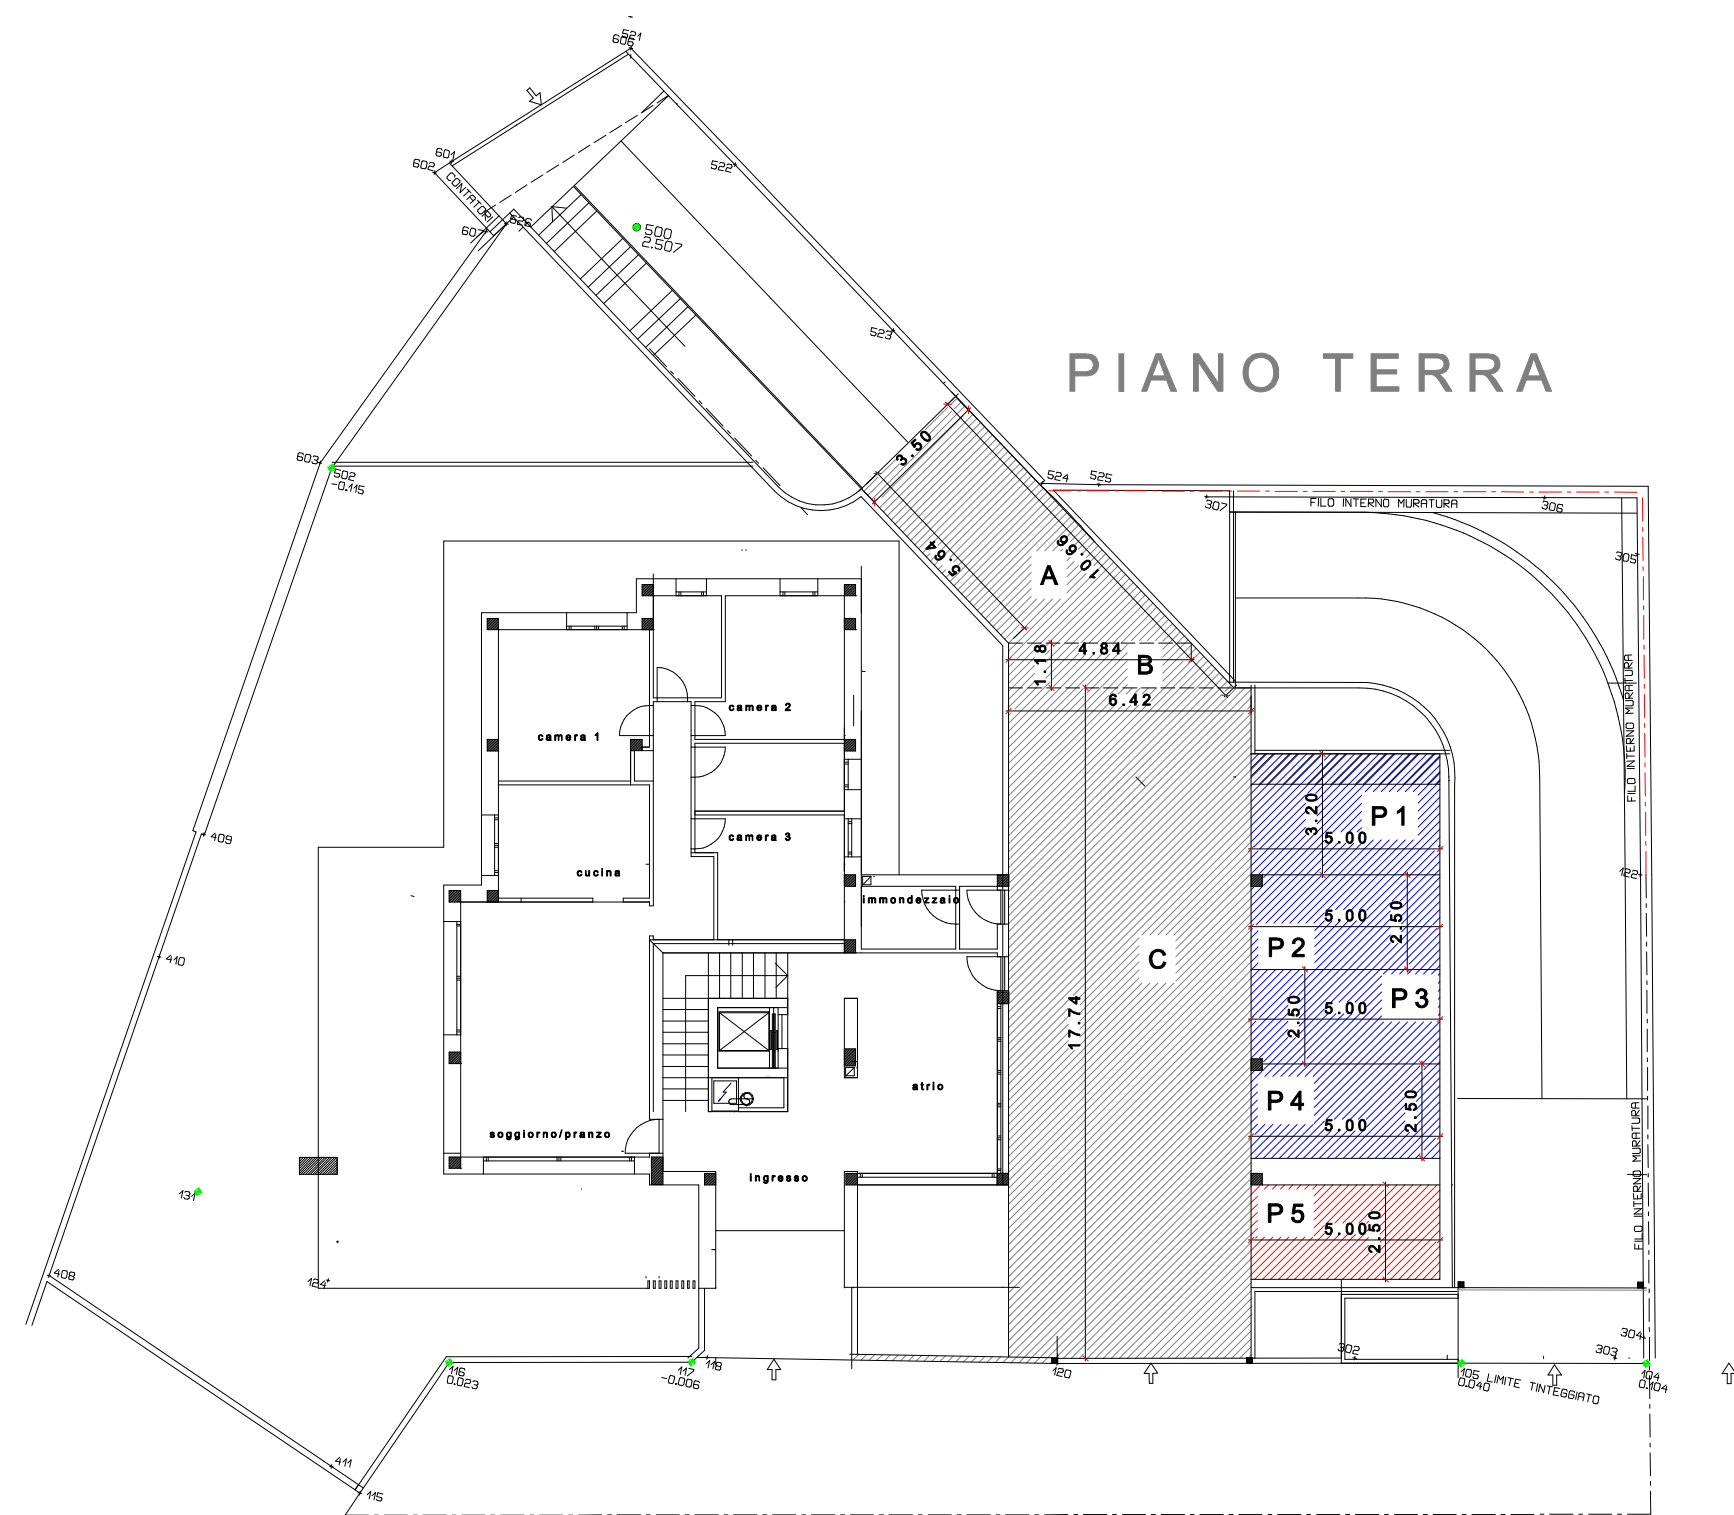 521
606
601
602
CONTATORI
607
626
522
500
2.507
523
PIANO TERRA
3.50
603
502
-0.115
524
525
307
FILO INTERNO MURATURA
306
305
5.64
10.66
A
4.84
1.18
B
6.42
FILO INTERNO MURATURA
camera 2
camera 1
3.20
P1
5.00
409
camera 3
cucina
122
immondezzaio
5.00
2.50
P2
410
C
P3
5.00
2.50
17.74
atrio
P4
5.00
2.50
soggiorno/pranzo
FILO INTERNO MURATURA
ingresso
131
P5
5.00
2.50
408
124
304
302
303
116
0.023
117
-0.006
118
120
105 LIMITE TINTEGGIATO
0.040
104
0.104
411
115